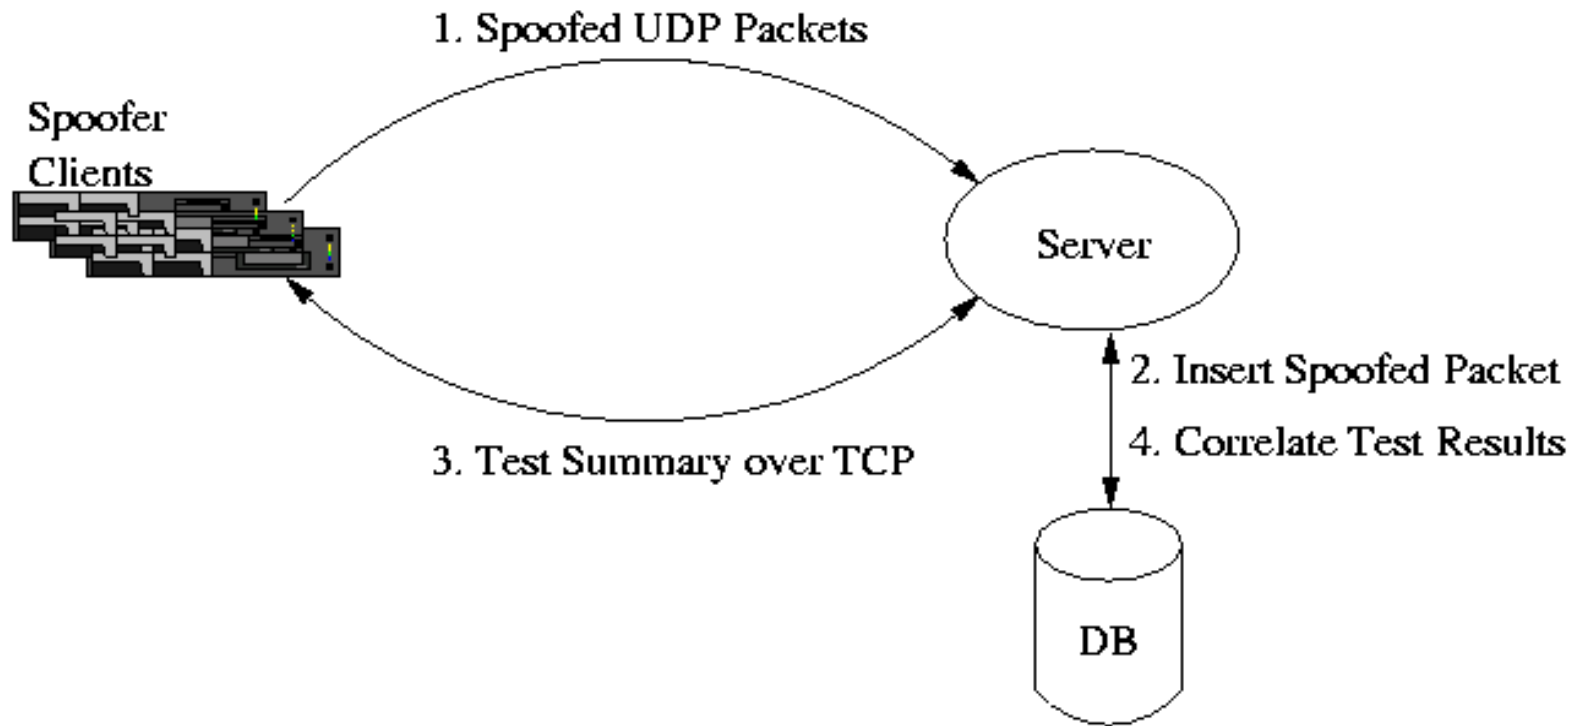 1. Spoofed UDP Packets
Spoofer
Clients
Server
2. Insert Spoofed Packet
4. Correlate Test Results
3. Test Summary over TCP
DB